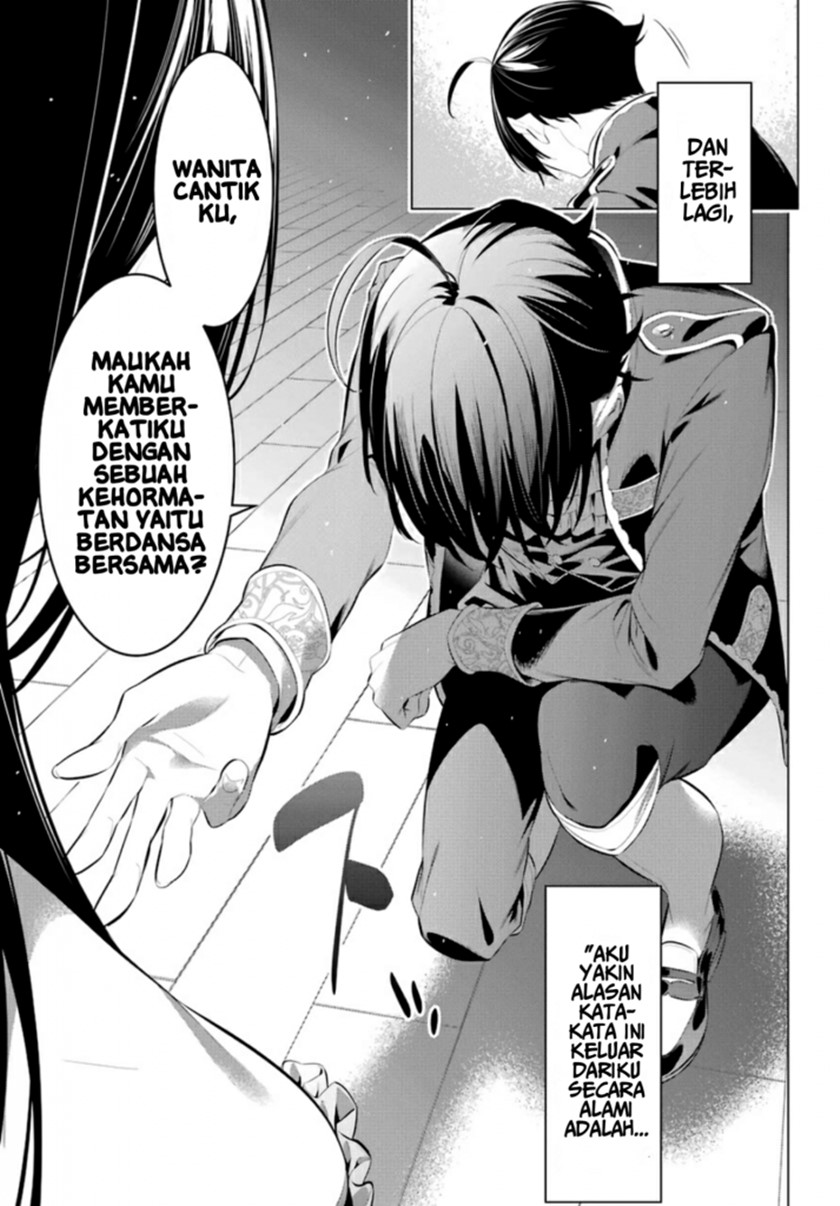 DAN
TER-
LEBIH
LAGI,
WANITA
CANTIK
KU,
MAUKAH
KAMU
MEMBER-
KATIKU
DENGAN
SEBUAH
KEHORMA-
TAN YAITU
BERDANSA
BERSAMA?
"AKU
YAKIN
ALASAN
KATA-
KATA INI
KELUAR
DARIKU
SECARA
ALAMI
ADALAH...